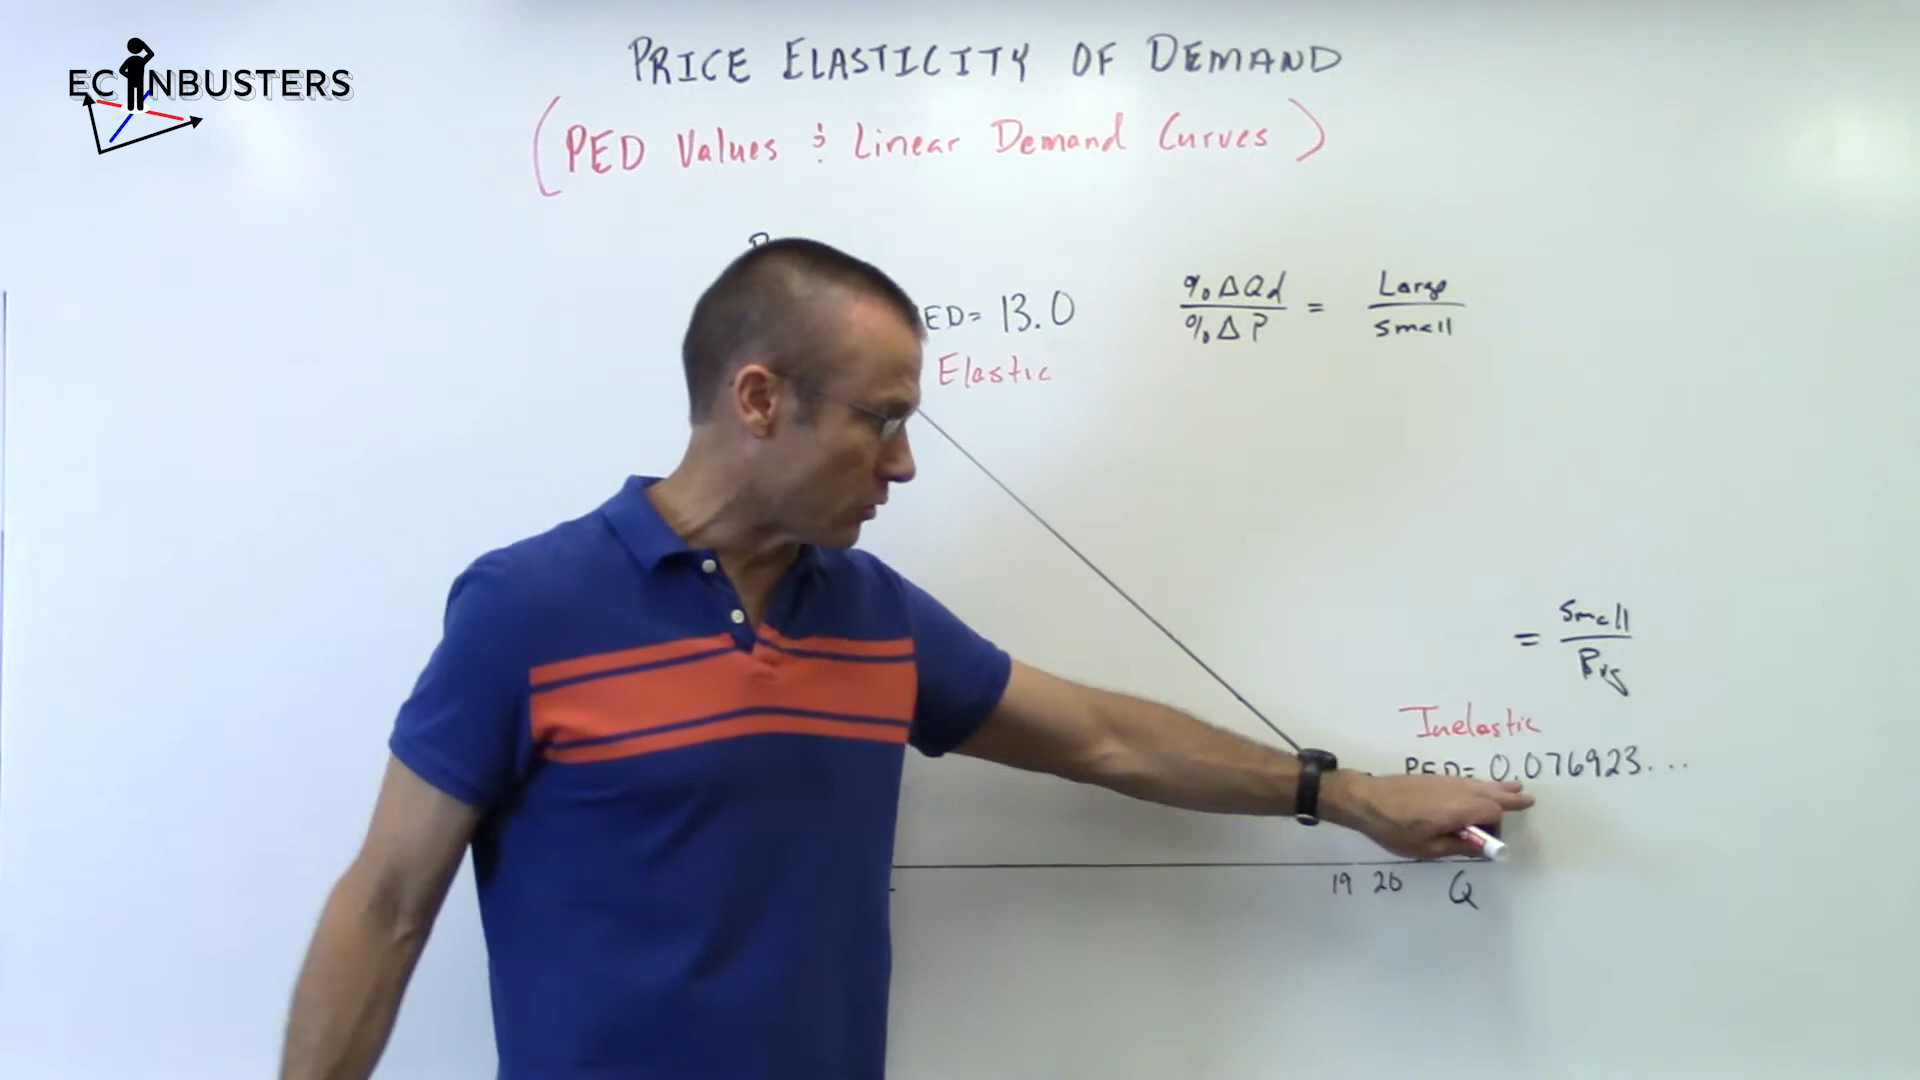 ECONBUSTERS
PRICE ELASTICITY OF DEMAND
(PED Values & Linear Demand Curves)
P
ED= 13.0
Elastic
%ΔQd / %ΔP = Large / Small
= Small / Big
Inelastic
PED= 0.076923...
19 20 Q